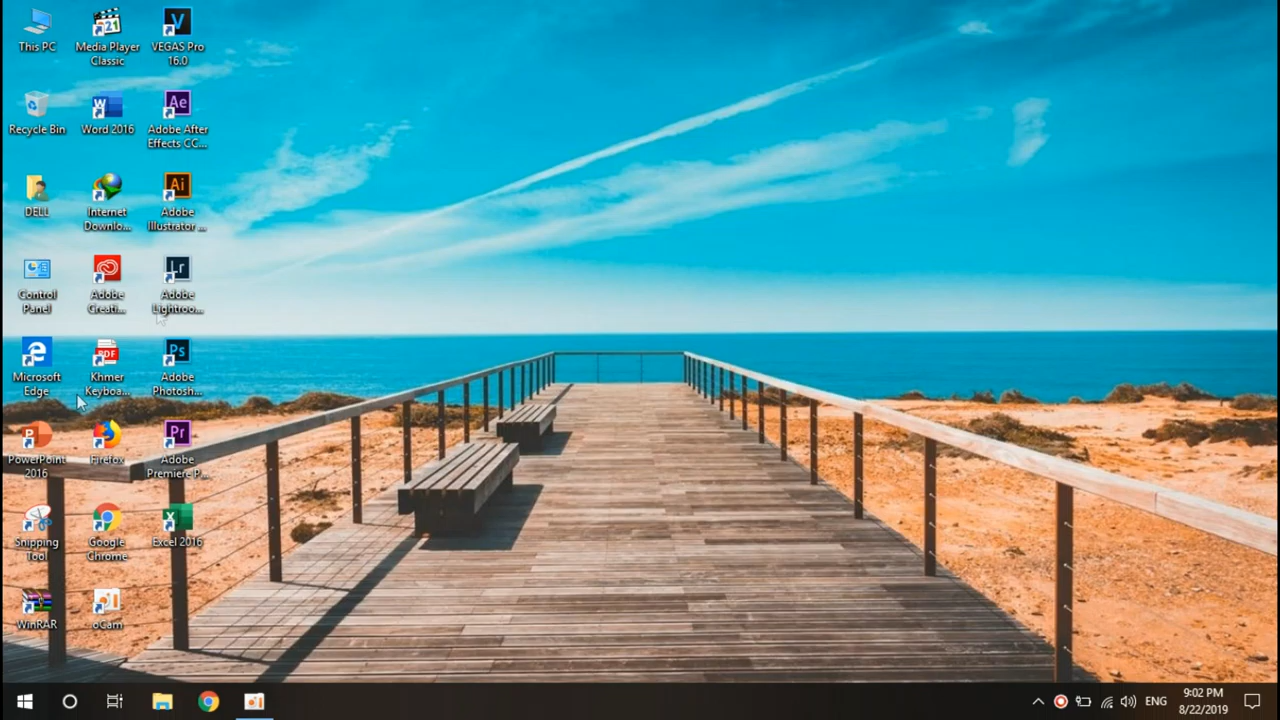 This PC
Media Player
Classic
VEGAS Pro
16.0
Recycle Bin
Word 2016
Adobe After
Effects CC...
DELL
Internet
Downlo...
Adobe
Illustrator ...
Control
Panel
Adobe
Creati...
Adobe
Lightroo...
Microsoft
Edge
Khmer
Keyboa...
Adobe
Photosh...
PowerPoint
2016
Firefox
Adobe
Premiere P...
Snipping
Tool
Google
Chrome
Excel 2016
WinRAR
oCam
ENG
9:02 PM
8/22/2019